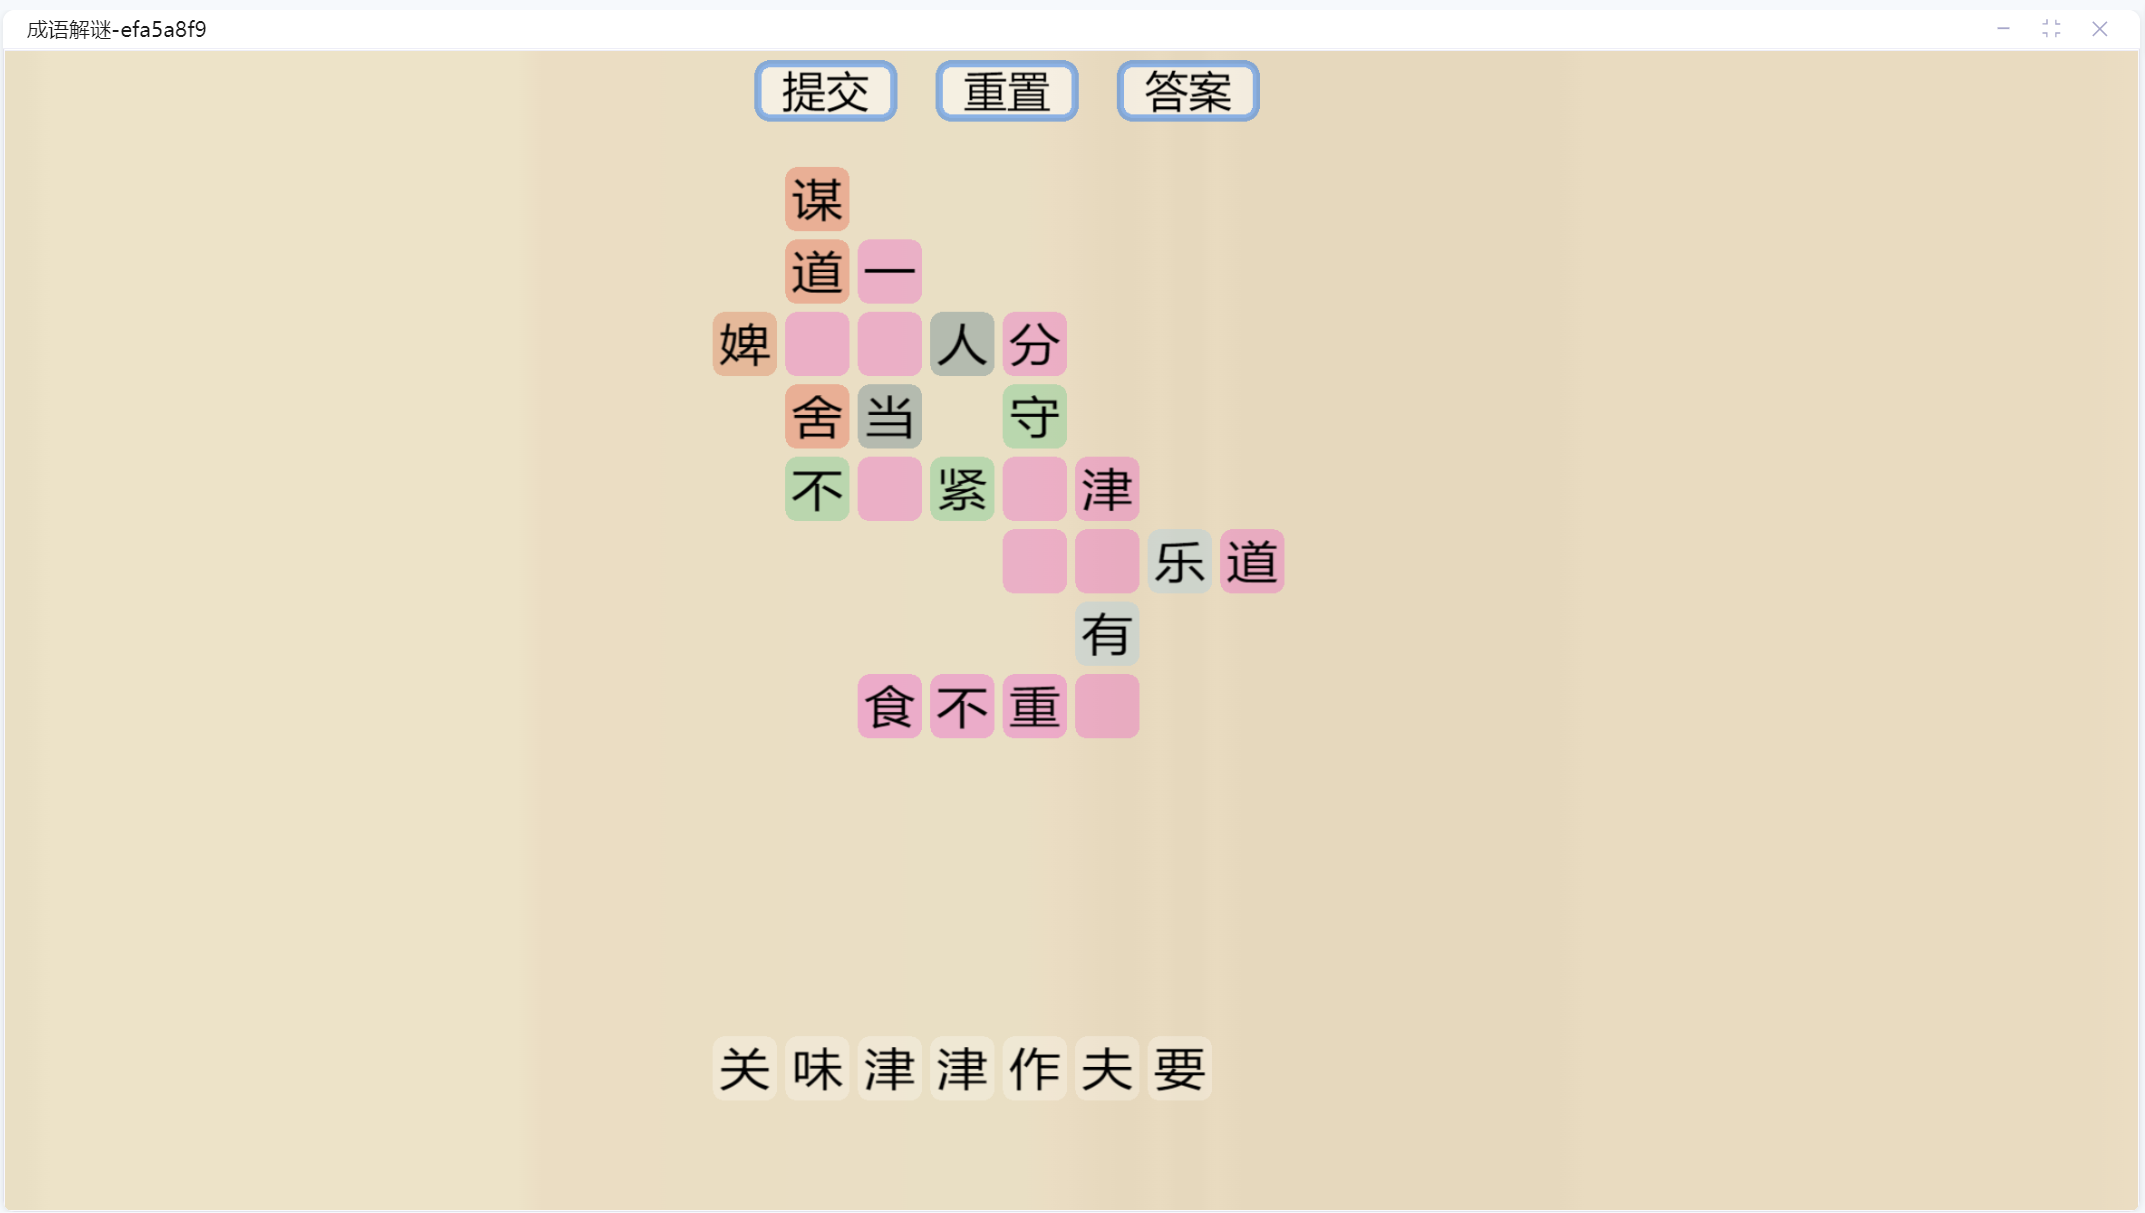 成语解谜-efa5a8f9
提交 重置 答案
谋
道一
婢 人分
舍当 守
不 紧 津
乐道
有
食不重
关味津津作夫要